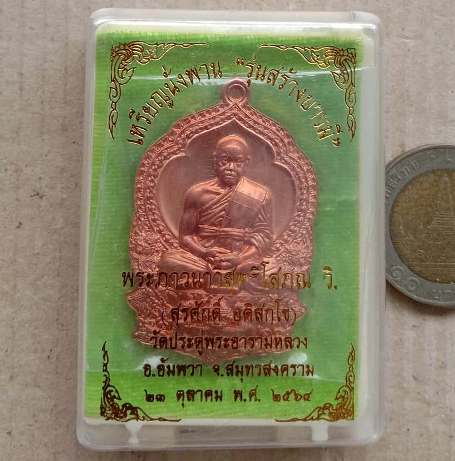 เหรียญนั่งพาน "รุ่นสร้างบารมี"
พระภาวนาวิสุทธิโสภณ วิ.
(สุรศักดิ์ อติสกฺโข)
วัดประดู่พระอารามหลวง
อ.อัมพวา จ.สมุทรสงคราม
๒๓ ตุลาคม พ.ศ. ๒๕๖๔